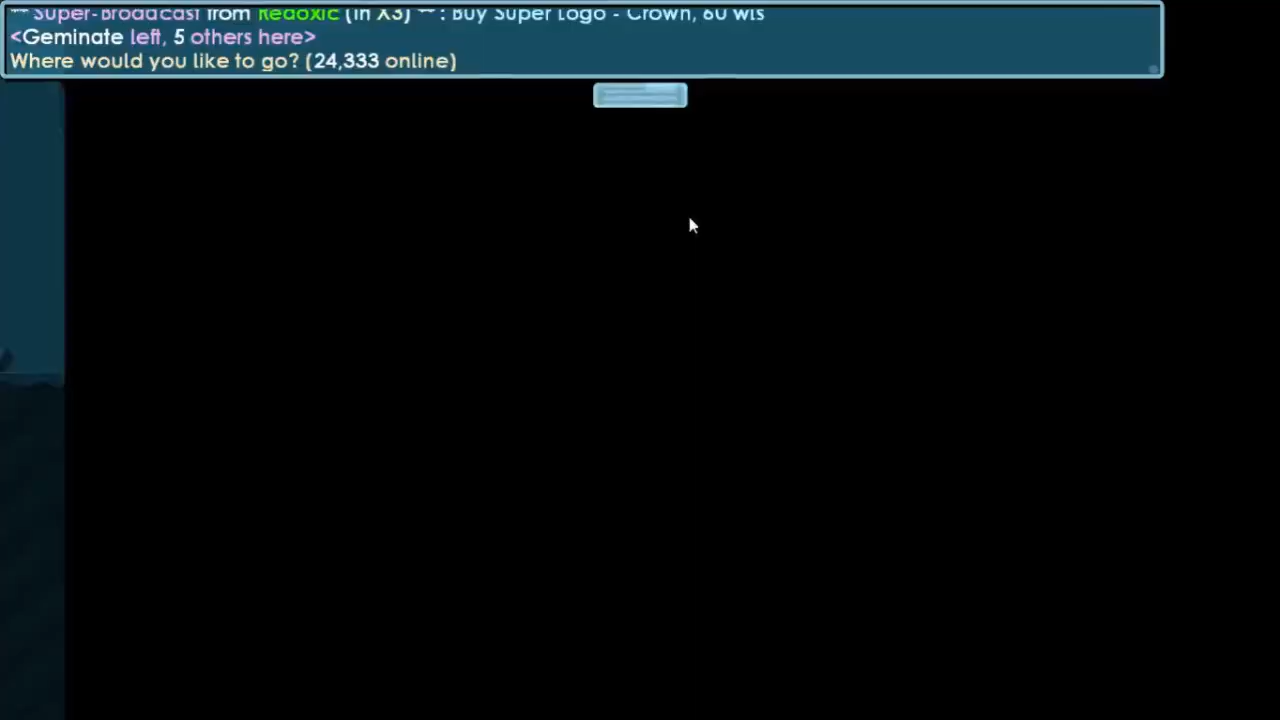 ** Super-Broadcast from Redoxic (in X3) ** : Buy Super Logo - Crown, 60 wls
<Geminate left, 5 others here>
Where would you like to go? (24,333 online)